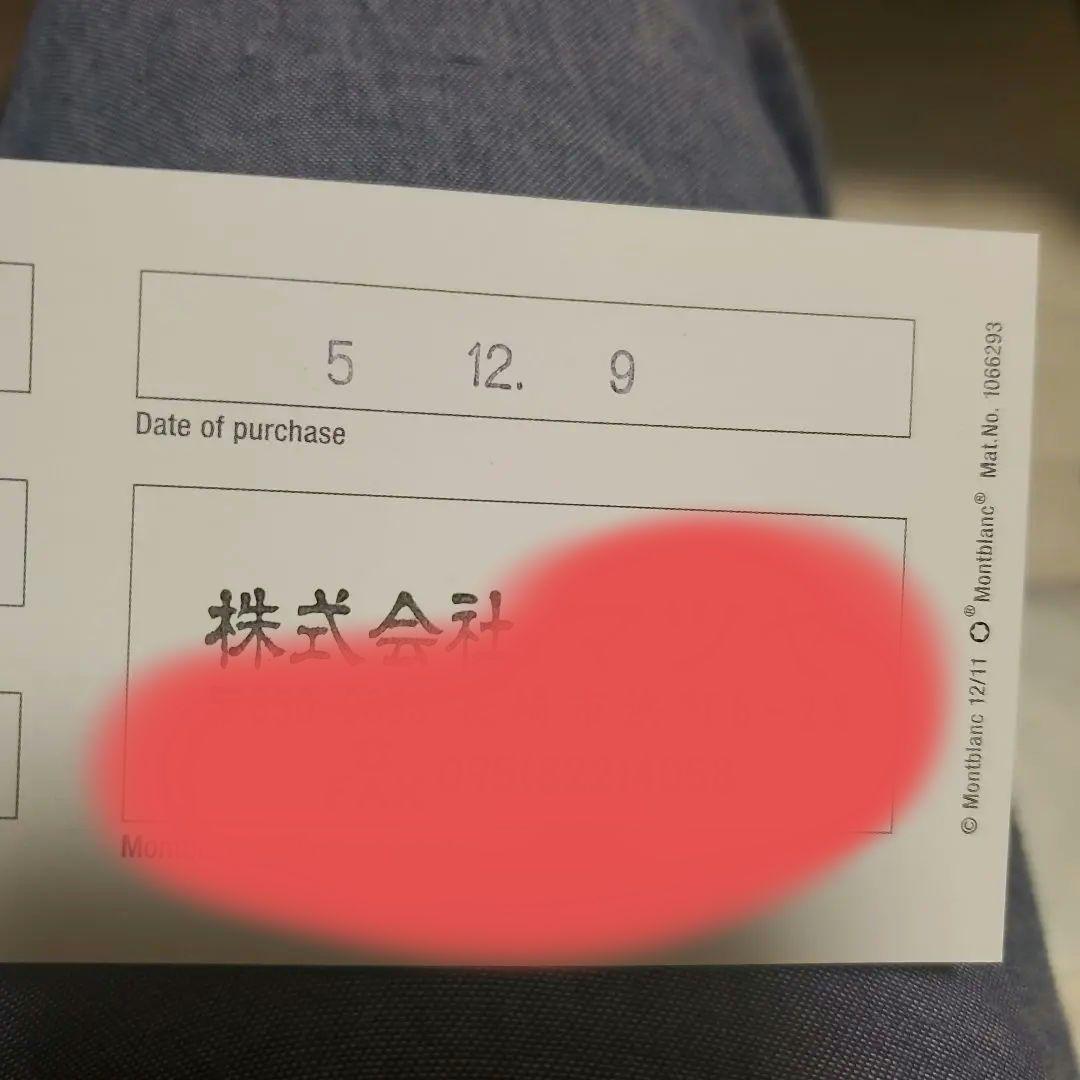 5 12. 9
Date of purchase
株式会社
© Montblanc 12/11 ® Montblanc® Mat.No. 1066293